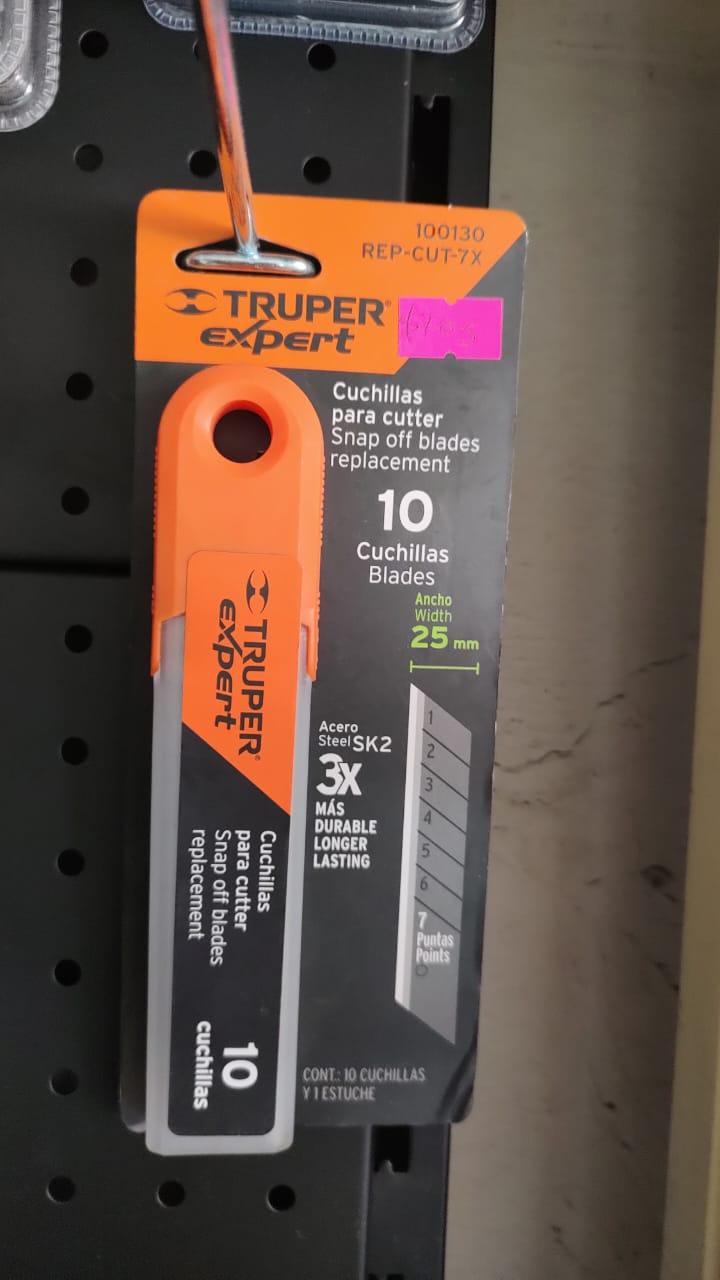 100130
REP-CUT-7X
TRUPER®
expert
Cuchillas
para cutter
Snap off blades
replacement
10
Cuchillas
Blades
Ancho
Width
25 mm
Acero
Steel SK2
3X
MÁS
DURABLE
LONGER
LASTING
1
2
3
4
5
6
7
Puntas
Points
CONT.: 10 CUCHILLAS
Y 1 ESTUCHE
TRUPER®
expert
Cuchillas
para cutter
Snap off blades
replacement
10
cuchillas